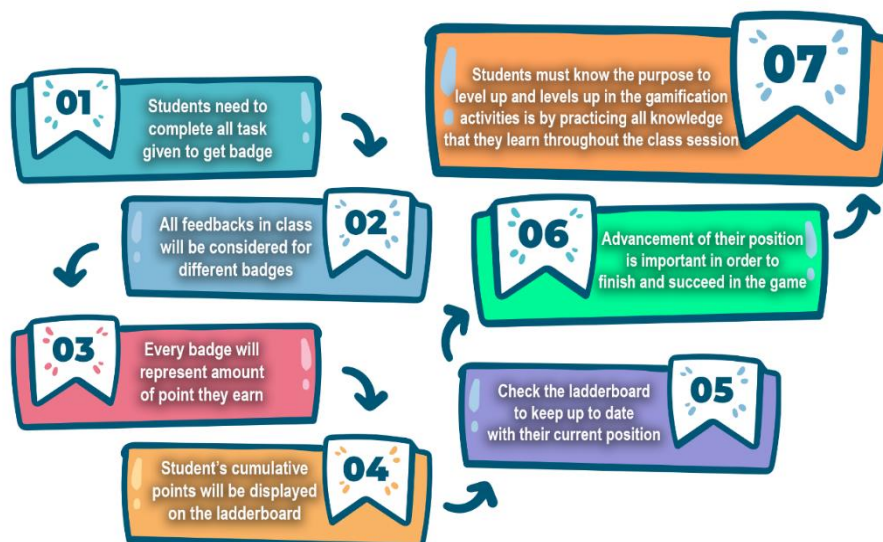 01
Students need to
complete all task
given to get badge
02
All feedbacks in class
will be considered for
different badges
03
Every badge will
represent amount
of point they earn
04
Student's cumulative
points will be displayed
on the ladderboard
05
Check the ladderboard
to keep up to date
with their current position
06
Advancement of their position
is important in order to
finish and succeed in the game
07
Students must know the purpose to
level up and levels up in the gamification
activities is by practicing all knowledge
that they learn throughout the class session